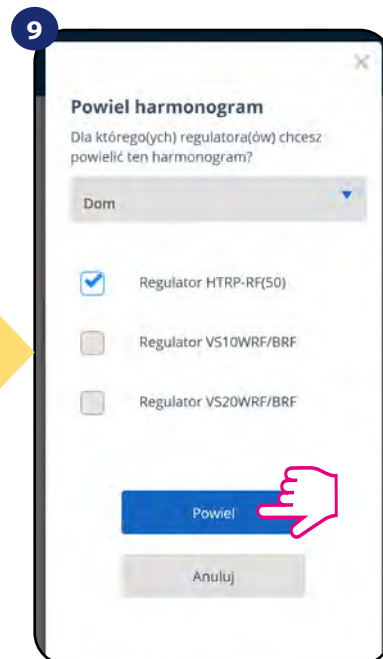 9
Powiel harmonogram
Dla którego(ych) regulatora(ów) chcesz
powielić ten harmonogram?
Dom
Regulator HTRP-RF(50)
Regulator VS10WRF/BRF
Regulator VS20WRF/BRF
Powiel
Anuluj